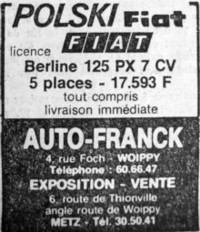 POLSKI Fiat
licence FIAT
Berline 125 PX 7 CV
5 places - 17.593 F
tout compris
livraison immédiate
AUTO-FRANCK
4, rue Foch - WOIPPY
Téléphone : 60.66.47
EXPOSITION - VENTE :
6, route de Thionville
angle route de Woippy
METZ - Tél. 30.50.41